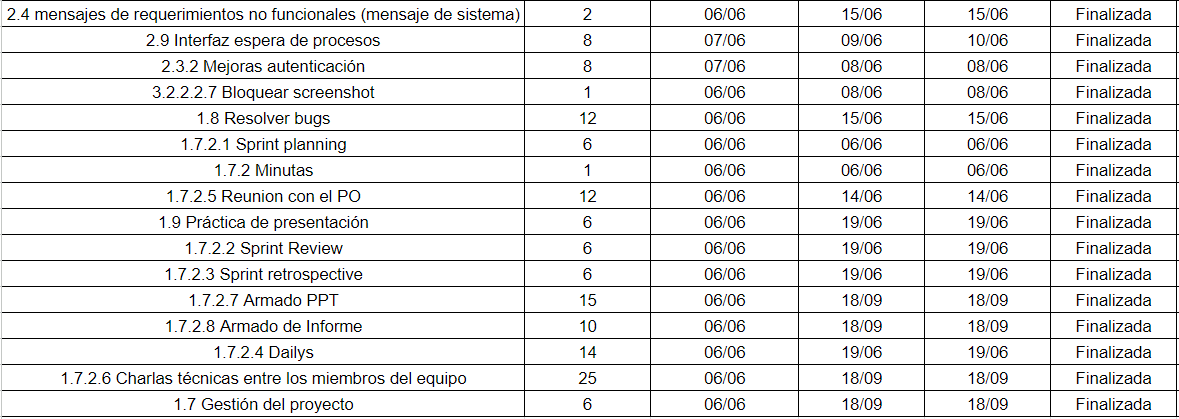 2.4 mensajes de requerimientos no funcionales (mensaje de sistema) 2 06/06 15/06 15/06 Finalizada
2.9 Interfaz espera de procesos 8 07/06 09/06 10/06 Finalizada
2.3.2 Mejoras autenticación 8 07/06 08/06 08/06 Finalizada
3.2.2.2.7 Bloquear screenshot 1 06/06 08/06 08/06 Finalizada
1.8 Resolver bugs 12 06/06 15/06 15/06 Finalizada
1.7.2.1 Sprint planning 6 06/06 06/06 06/06 Finalizada
1.7.2 Minutas 1 06/06 06/06 06/06 Finalizada
1.7.2.5 Reunion con el PO 12 06/06 14/06 14/06 Finalizada
1.9 Práctica de presentación 6 06/06 19/06 19/06 Finalizada
1.7.2.2 Sprint Review 6 06/06 19/06 19/06 Finalizada
1.7.2.3 Sprint retrospective 6 06/06 19/06 19/06 Finalizada
1.7.2.7 Armado PPT 15 06/06 18/09 18/09 Finalizada
1.7.2.8 Armado de Informe 10 06/06 18/09 18/09 Finalizada
1.7.2.4 Dailys 14 06/06 19/06 19/06 Finalizada
1.7.2.6 Charlas técnicas entre los miembros del equipo 25 06/06 18/09 18/09 Finalizada
1.7 Gestión del proyecto 6 06/06 18/09 18/09 Finalizada